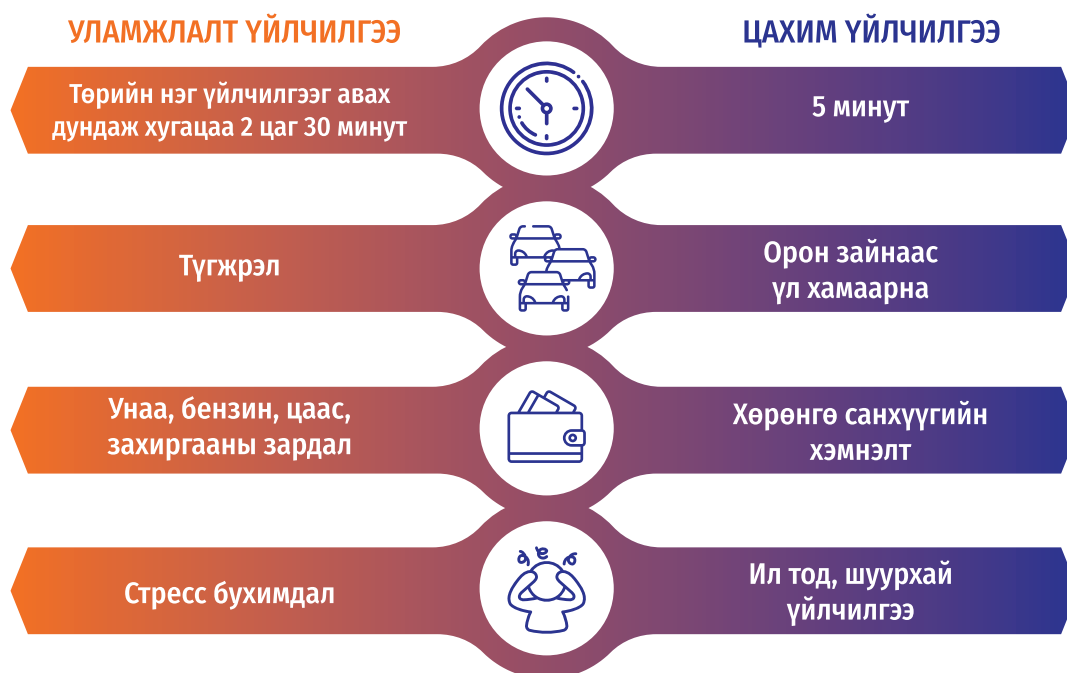 УЛАМЖЛАЛТ ҮЙЛЧИЛГЭЭ
ЦАХИМ ҮЙЛЧИЛГЭЭ
Төрийн нэг үйлчилгээг авах
дундаж хугацаа 2 цаг 30 минут
5 минут
Түгжрэл
Орон зайнаас
үл хамаарна
Унаа, бензин, цаас,
захиргааны зардал
Хөрөнгө санхүүгийн
хэмнэлт
Стресс бухимдал
Ил тод, шуурхай
үйлчилгээ